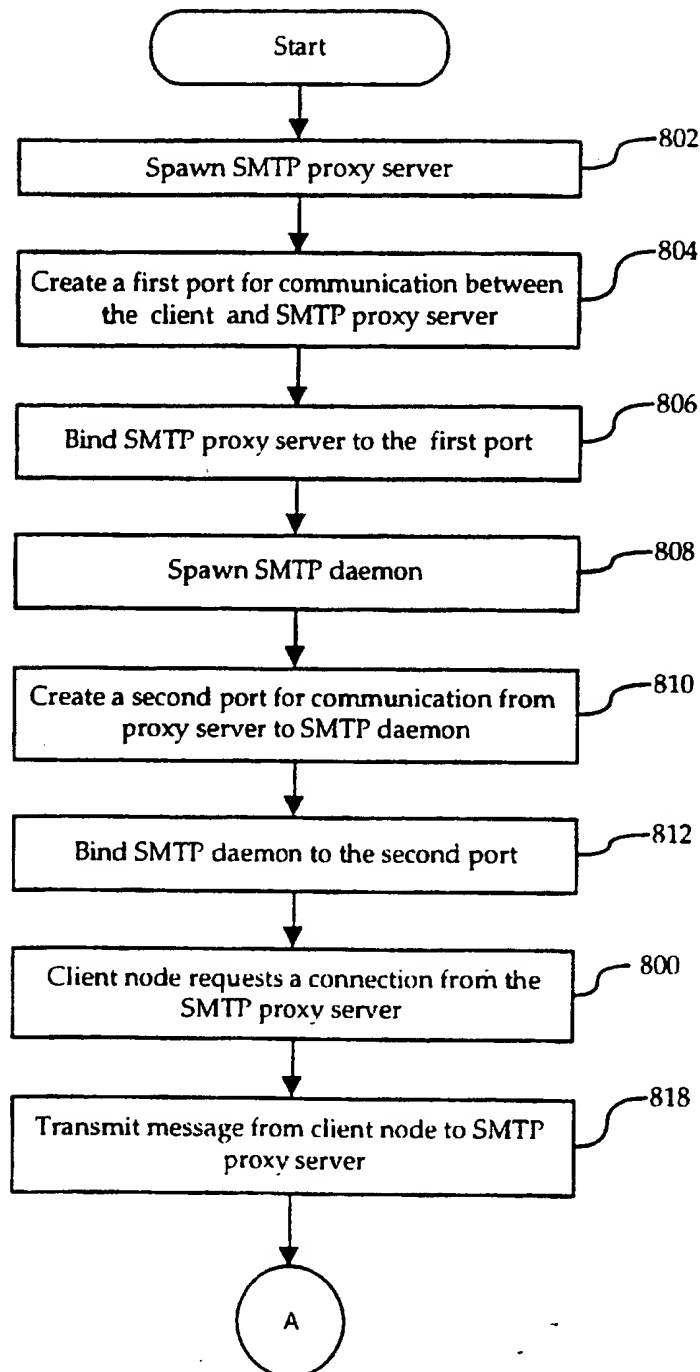 Start
Spawn SMTP proxy server
802
Create a first port for communication between
the client and SMTP proxy server
804
Bind SMTP proxy server to the first port
806
Spawn SMTP daemon
808
Create a second port for communication from
proxy server to SMTP daemon
810
Bind SMTP daemon to the second port
812
Client node requests a connection from the
SMTP proxy server
800
Transmit message from client node to SMTP
proxy server
818
A